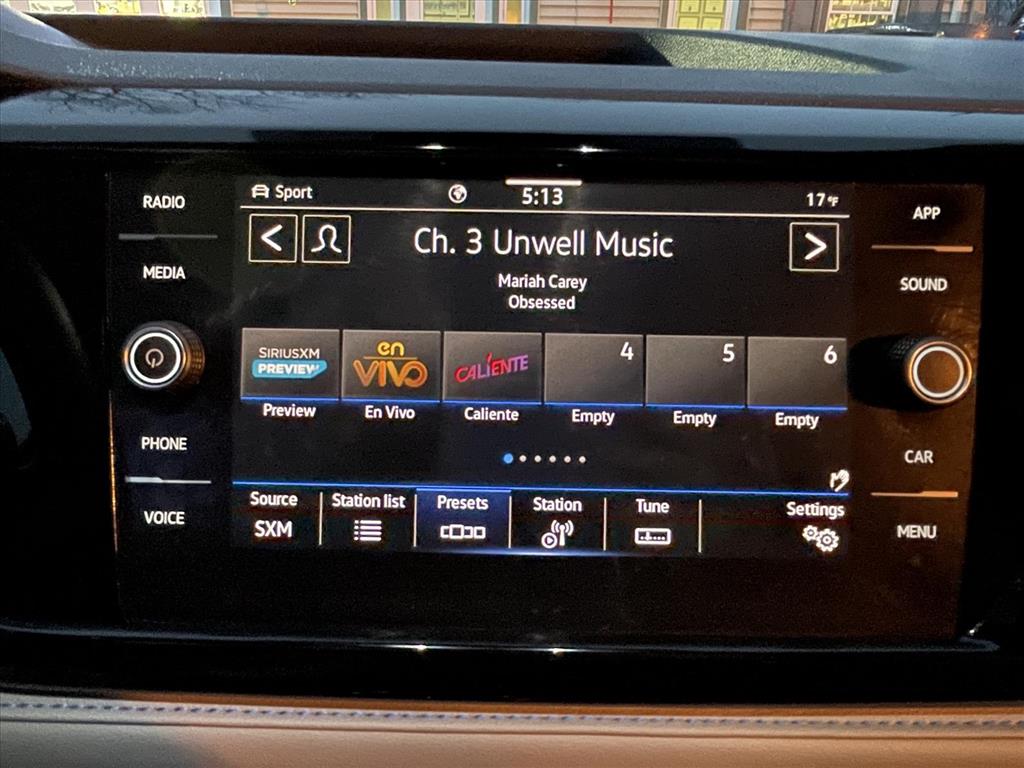 RADIO
MEDIA
PHONE
VOICE
Sport
5:13
17°F
Ch. 3 Unwell Music
Mariah Carey
Obsessed
SIRIUSXM
PREVIEW
en
VIVO
CALIENTE
4
5
6
Preview
En Vivo
Caliente
Empty
Empty
Empty
Source
SXM
Station list
Presets
Station
Tune
Settings
APP
SOUND
CAR
MENU